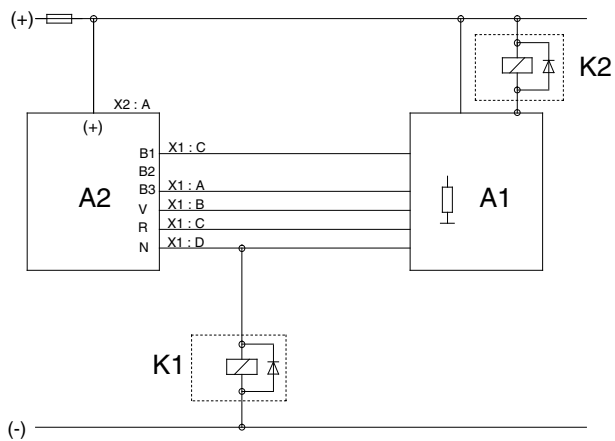 (+)
K2
X2 : A
(+)
B1 X1 : C
B2
B3 X1 : A
A2
A1
V X1 : B
R X1 : C
N X1 : D
K1
(-)